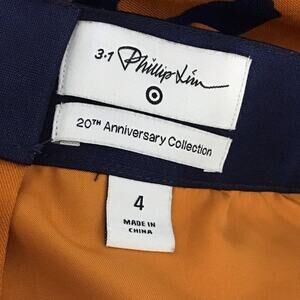 3.1 Phillip Lim
20TH Anniversary Collection
4
MADE IN
CHINA